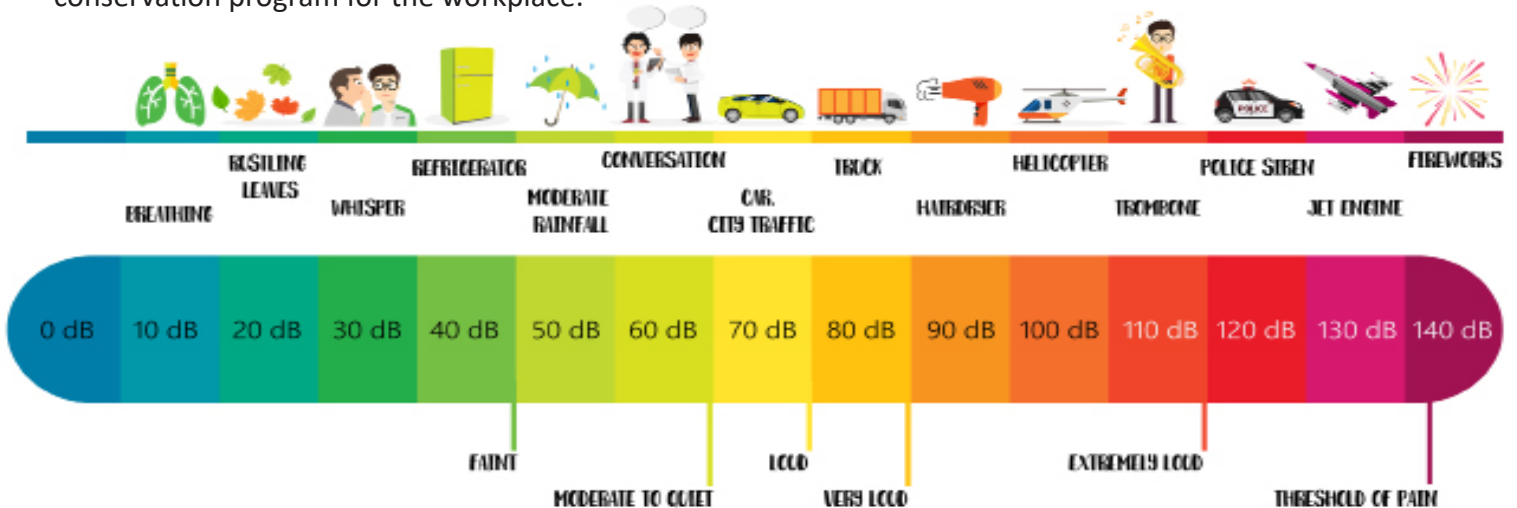 conservation program for the workplace.
POLICE
BREATHING
RUSTLING
LEAVES
WHISPER
REFRIGERATOR
MODERATE
RAINFALL
CONVERSATION
CAR,
CITY TRAFFIC
TRUCK
HAIRDRYER
HELICOPTER
TROMBONE
POLICE SIREN
JET ENGINE
FIREWORKS
0 dB
10 dB
20 dB
30 dB
40 dB
50 dB
60 dB
70 dB
80 dB
90 dB
100 dB
110 dB
120 dB
130 dB
140 dB
FAINT
MODERATE TO QUIET
LOUD
VERY LOUD
EXTREMELY LOUD
THRESHOLD OF PAIN